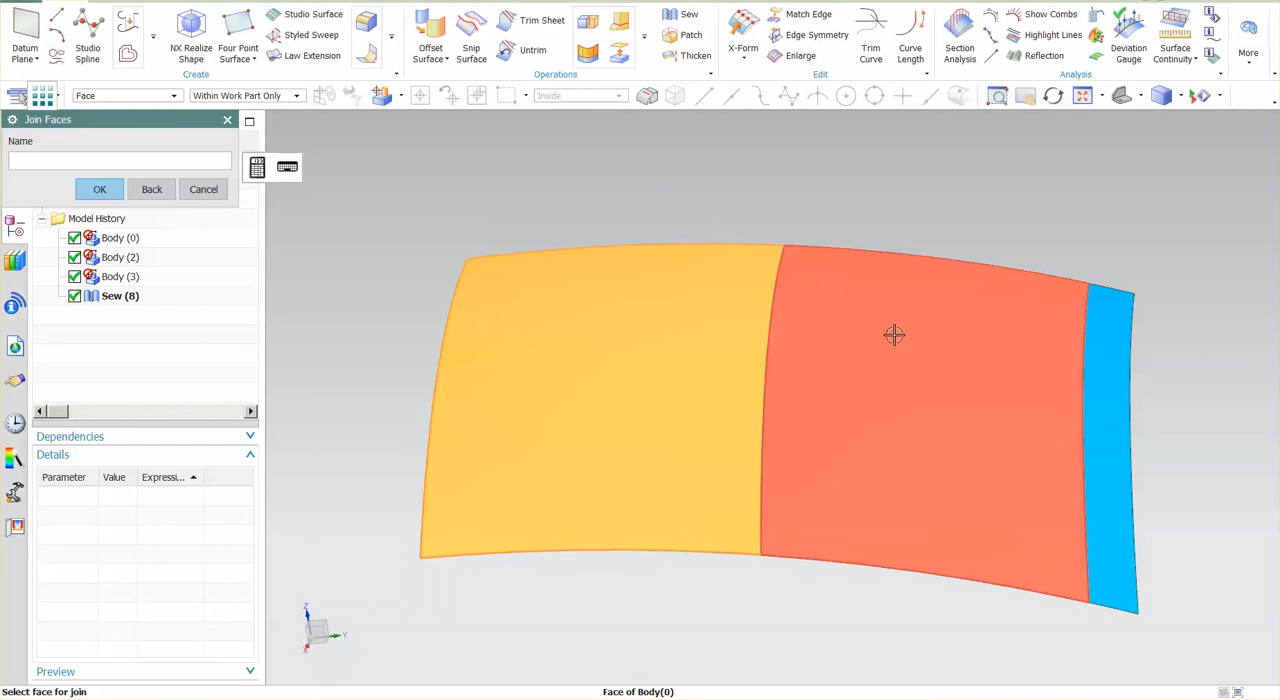 Datum Plane
Studio Spline
NX Realize Shape
Four Point Surface
Studio Surface
Styled Sweep
Law Extension
Create
Offset Surface
Snip Surface
Trim Sheet
Untrim
Operations
Sew
Patch
Thicken
X-Form
Match Edge
Edge Symmetry
Enlarge
Trim Curve
Curve Length
Edit
Section Analysis
Show Combs
Highlight Lines
Reflection
Deviation Gauge
Surface Continuity
Analysis
More
Face
Within Work Part Only
Inside
Join Faces
Name
OK
Back
Cancel
Model History
Body (0)
Body (2)
Body (3)
Sew (8)
Dependencies
Details
Parameter
Value
Expressi...
Preview
Z
Y
X
Select face for join
Face of Body(0)